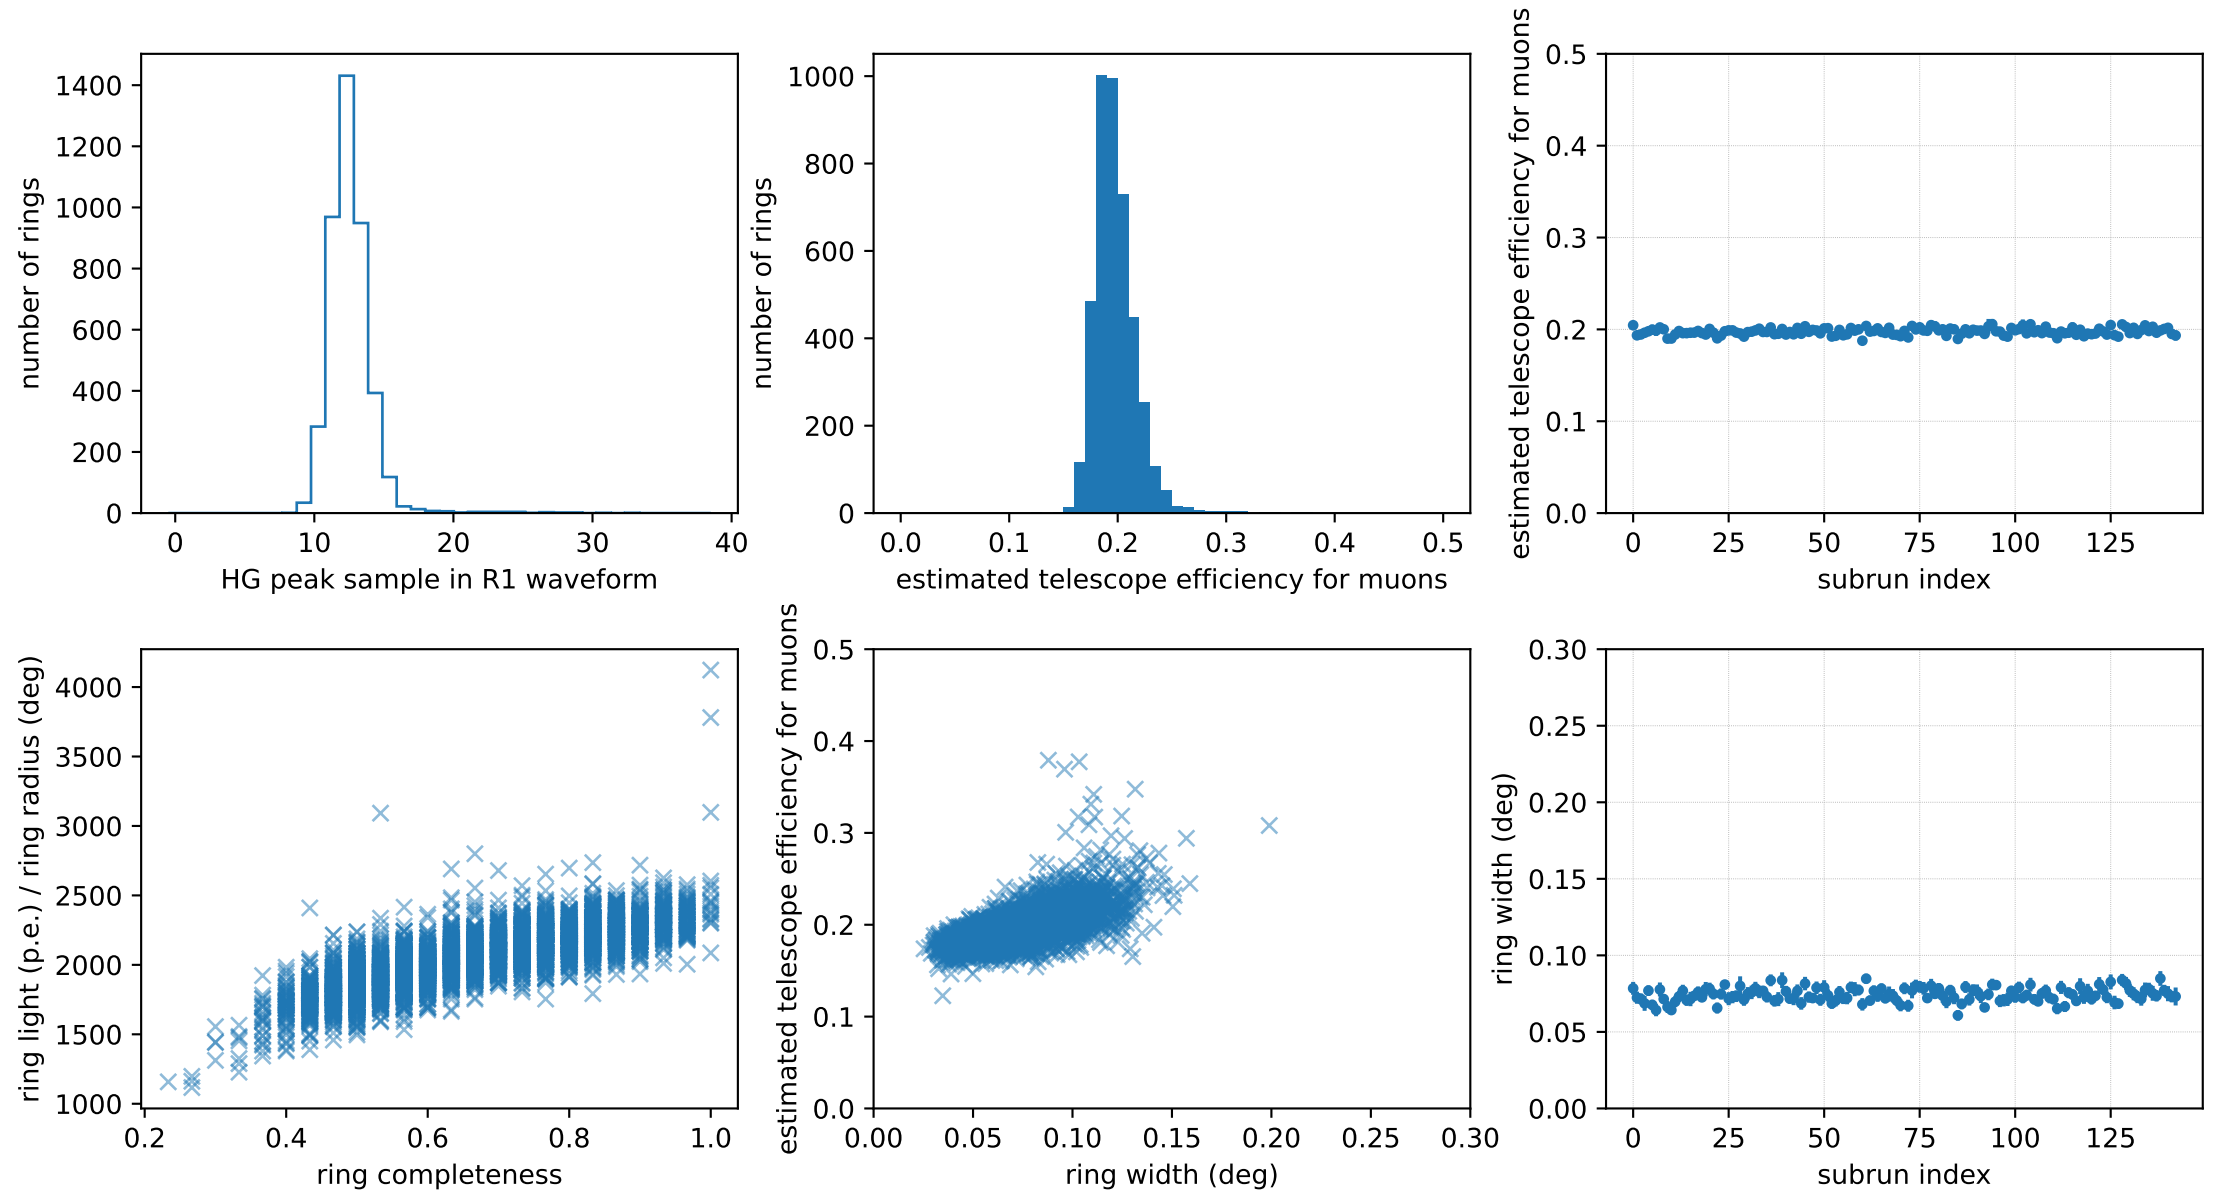 1400
1200
1000
800
600
400
200
0
number of rings
0 10 20 30 40
HG peak sample in R1 waveform
1000
800
600
400
200
0
number of rings
0.0 0.1 0.2 0.3 0.4 0.5
estimated telescope efficiency for muons
0.5
0.4
0.3
0.2
0.1
0.0
estimated telescope efficiency for muons
0 25 50 75 100 125
subrun index
4000
3500
3000
2500
2000
1500
1000
ring light (p.e.) / ring radius (deg)
0.2 0.4 0.6 0.8 1.0
ring completeness
0.5
0.4
0.3
0.2
0.1
0.0
estimated telescope efficiency for muons
0.00 0.05 0.10 0.15 0.20 0.25 0.30
ring width (deg)
0.30
0.25
0.20
0.15
0.10
0.05
0.00
ring width (deg)
0 25 50 75 100 125
subrun index